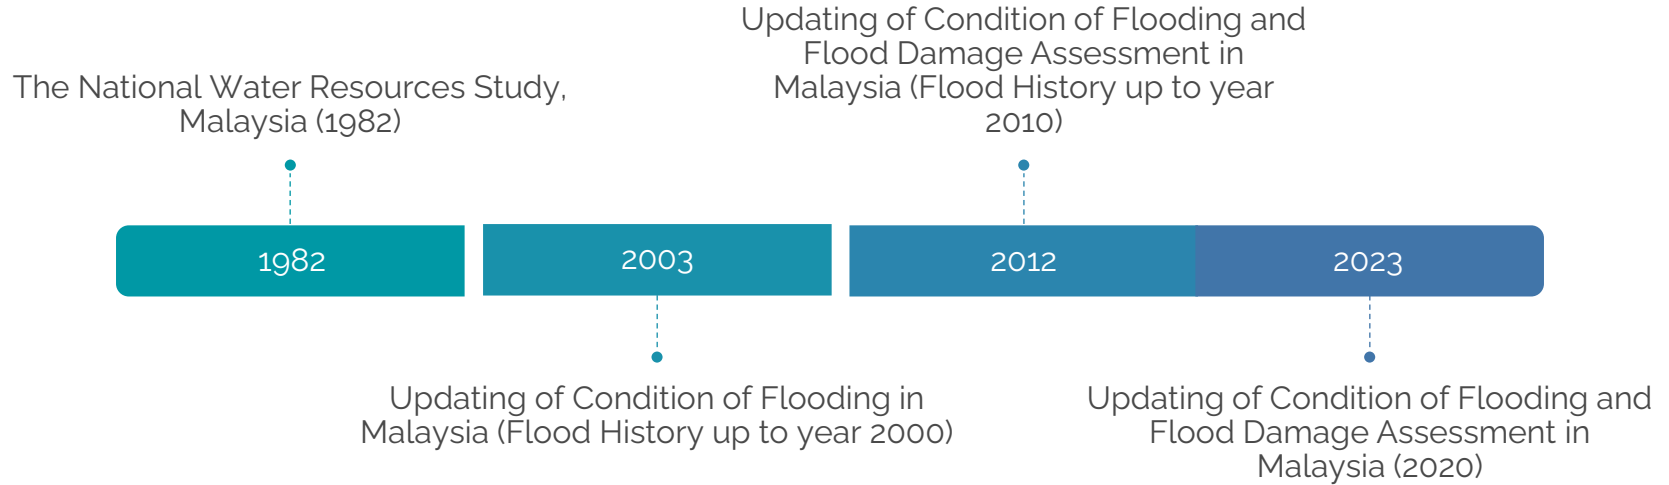 The National Water Resources Study,
Malaysia (1982)
Updating of Condition of Flooding and
Flood Damage Assessment in
Malaysia (Flood History up to year
2010)
1982
2003
2012
2023
Updating of Condition of Flooding in
Malaysia (Flood History up to year 2000)
Updating of Condition of Flooding and
Flood Damage Assessment in
Malaysia (2020)